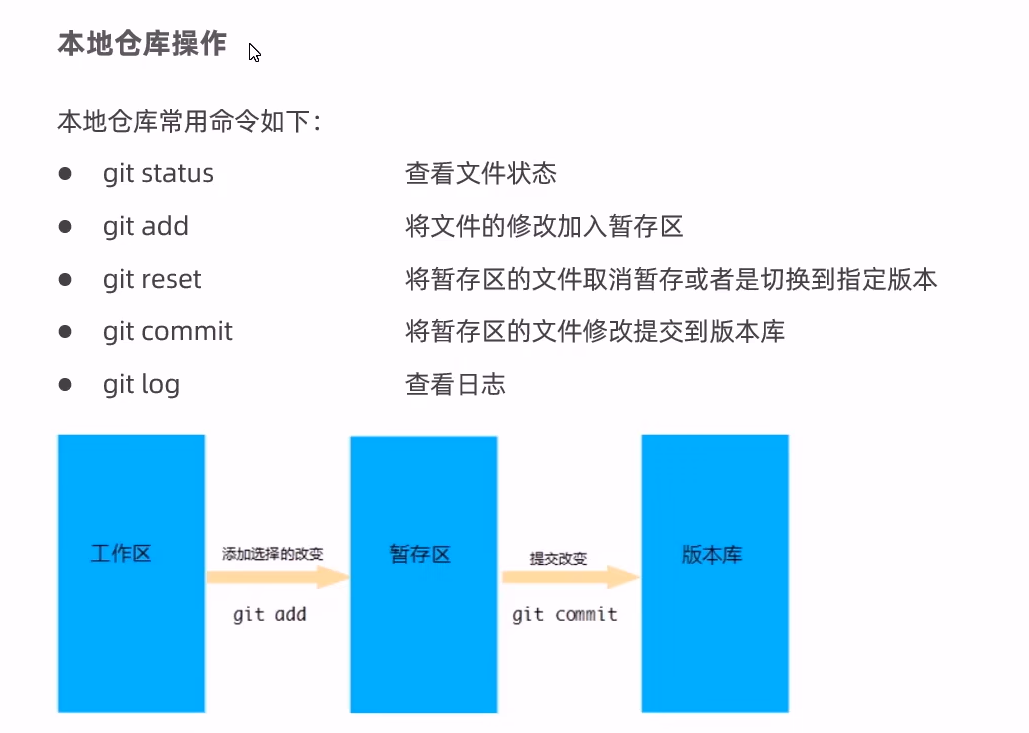 本地仓库操作
本地仓库常用命令如下：
● git status 查看文件状态
● git add 将文件的修改加入暂存区
● git reset 将暂存区的文件取消暂存或者是切换到指定版本
● git commit 将暂存区的文件修改提交到版本库
● git log 查看日志
工作区 添加选择的改变 git add 暂存区 提交改变 git commit 版本库